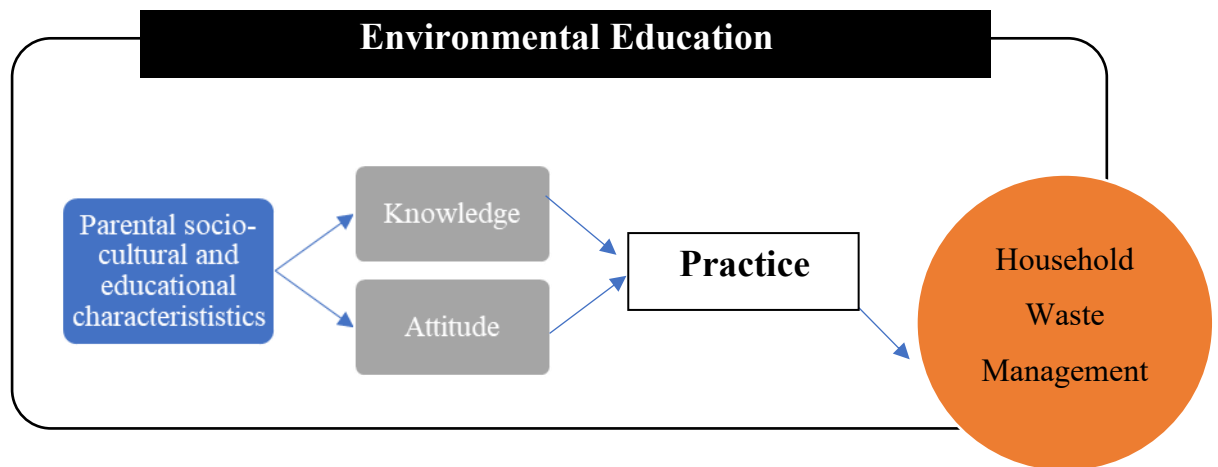 Environmental Education
Parental socio-
cultural and
educational
characterististics
Knowledge
Attitude
Practice
Household
Waste
Management